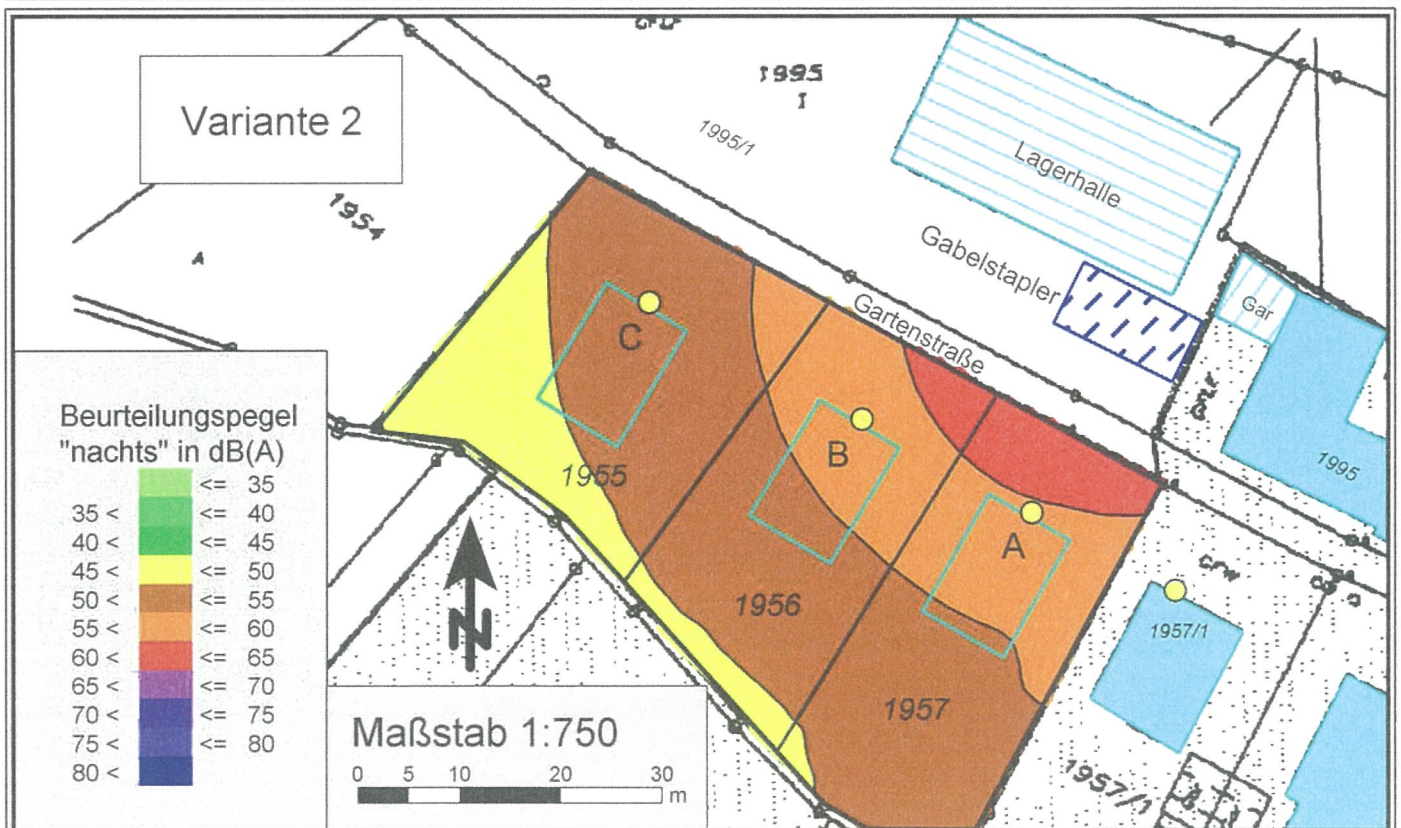 1995
I
1995/1
Variante 2
Lagerhalle
1954
A
Gabelstapler
Gar
Gartenstraße
C
B
A
1995
1955
1956
1957
1957/1
1957/1
N
Beurteilungspegel
"nachts" in dB(A)
<= 35
35 < <= 40
40 < <= 45
45 < <= 50
50 < <= 55
55 < <= 60
60 < <= 65
65 < <= 70
70 < <= 75
75 < <= 80
80 <
Maßstab 1:750
0 5 10 20 30 m